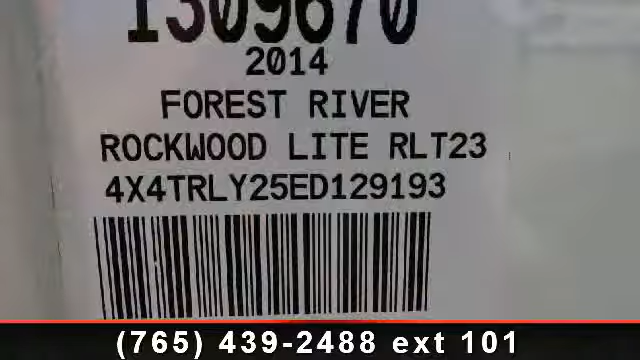 1309670
2014
FOREST RIVER
ROCKWOOD LITE RLT23
4X4TRLY25ED129193
(765) 439-2488 ext 101